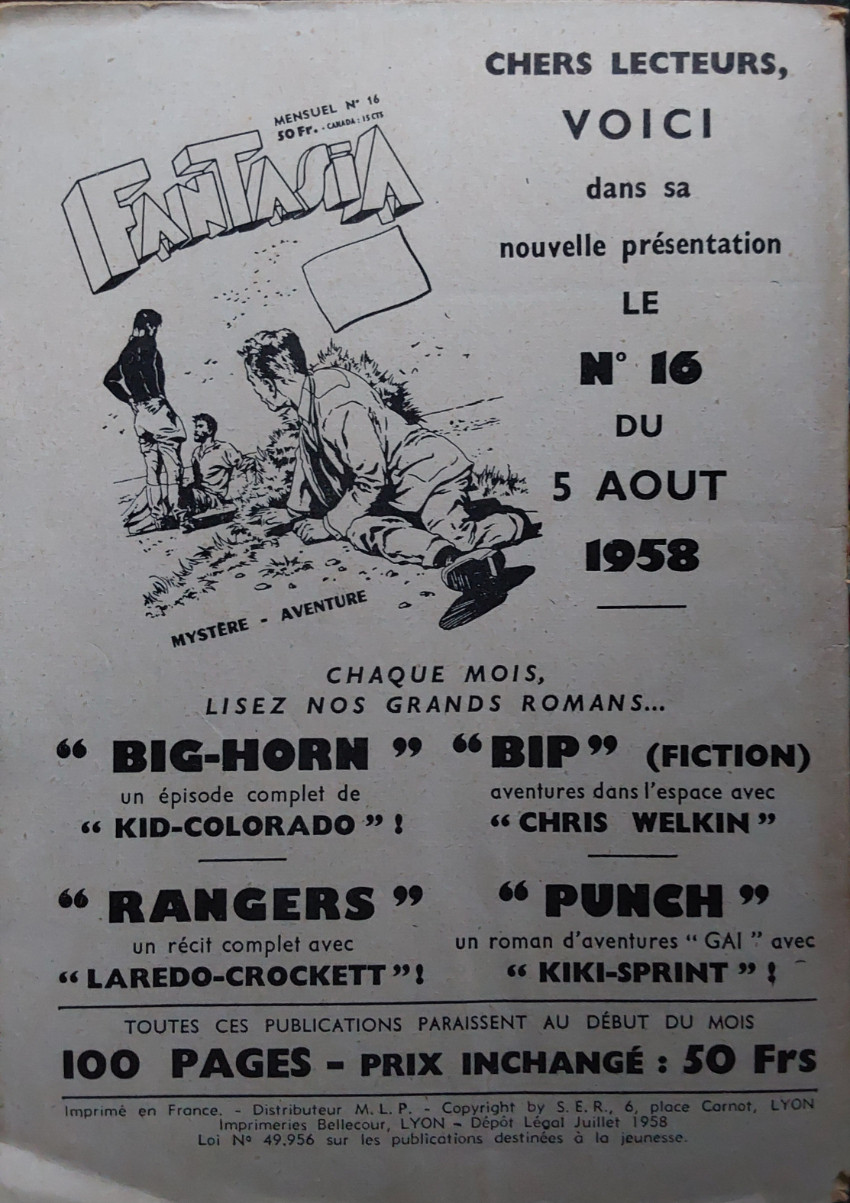 MENSUEL N° 16
50 Fr. - CANADA : 15 CTS
FANTASIA
CHERS LECTEURS,
VOICI
dans sa
nouvelle présentation
LE
N° 16
DU
5 AOUT
1958
MYSTÈRE - AVENTURE
CHAQUE MOIS,
LISEZ NOS GRANDS ROMANS...
“ BIG-HORN ”
un épisode complet de
“ KID-COLORADO ” !
“ BIP ” (FICTION)
aventures dans l'espace avec
“ CHRIS WELKIN ”
“ RANGERS ”
un récit complet avec
“ LAREDO-CROCKETT ” !
“ PUNCH ”
un roman d'aventures “ GAI ” avec
“ KIKI-SPRINT ” !
TOUTES CES PUBLICATIONS PARAISSENT AU DÉBUT DU MOIS
100 PAGES - PRIX INCHANGÉ : 50 Frs
Imprimé en France. - Distributeur M. L. P. - Copyright by S. E. R., 6, place Carnot, LYON
Imprimeries Bellecour, LYON - Dépôt Légal Juillet 1958
Loi N° 49.956 sur les publications destinées à la jeunesse.